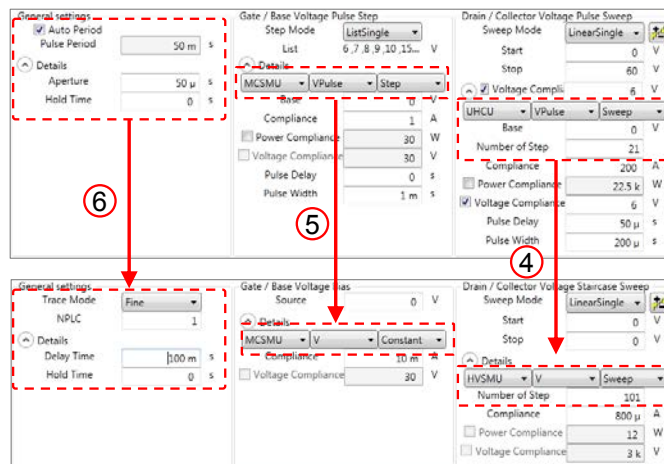 General settings
Auto Period
Pulse Period 50 m s
Details
Aperture 50 µ s
Hold Time 0 s
⑥
Gate / Base Voltage Pulse Step
Step Mode ListSingle
List 6 ,7 ,8 ,9 ,10 ,15... V
Details
MCSMU VPulse Step
Base 0 V
Compliance 1 A
Power Compliance 30 W
Voltage Compliance 30 V
Pulse Delay 0 s
Pulse Width 1 m s
⑤
Drain / Collector Voltage Pulse Sweep
Sweep Mode LinearSingle
Start 0 V
Stop 60 V
Voltage Compli 6 V
UHCU VPulse Sweep
Base 0 V
Number of Step 21
Compliance 200 A
Power Compliance 22.5 k W
Voltage Compliance 6 V
Pulse Delay 50 µ s
Pulse Width 200 µ s
④
General settings
Trace Mode Fine
NPLC 1
Details
Delay Time 100 m s
Hold Time 0 s
Gate / Base Voltage Bias
Source 0 V
Details
MCSMU V Constant
Compliance 10 m A
Voltage Compliance 30 V
Drain / Collector Voltage Staircase Sweep
Sweep Mode LinearSingle
Start 0 V
Stop 0 V
Details
HVSMU V Sweep
Number of Step 101
Compliance 800 µ A
Power Compliance 12 W
Voltage Compliance 3 k V